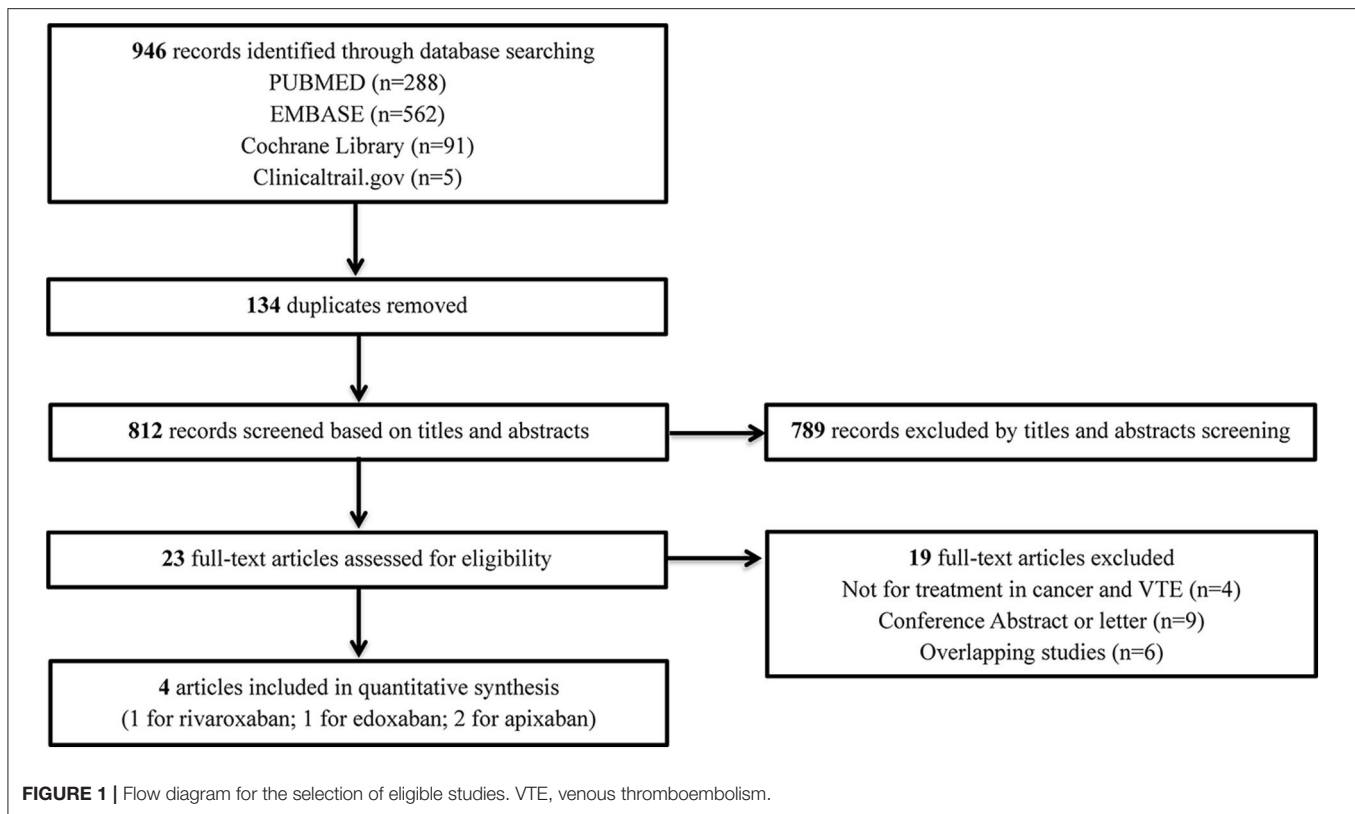 946 records identified through database searching
PUBMED (n=288)
EMBASE (n=562)
Cochrane Library (n=91)
Clinicaltrail.gov (n=5)
134 duplicates removed
812 records screened based on titles and abstracts
789 records excluded by titles and abstracts screening
23 full-text articles assessed for eligibility
19 full-text articles excluded
Not for treatment in cancer and VTE (n=4)
Conference Abstract or letter (n=9)
Overlapping studies (n=6)
4 articles included in quantitative synthesis
(1 for rivaroxaban; 1 for edoxaban; 2 for apixaban)
FIGURE 1 | Flow diagram for the selection of eligible studies. VTE, venous thromboembolism.